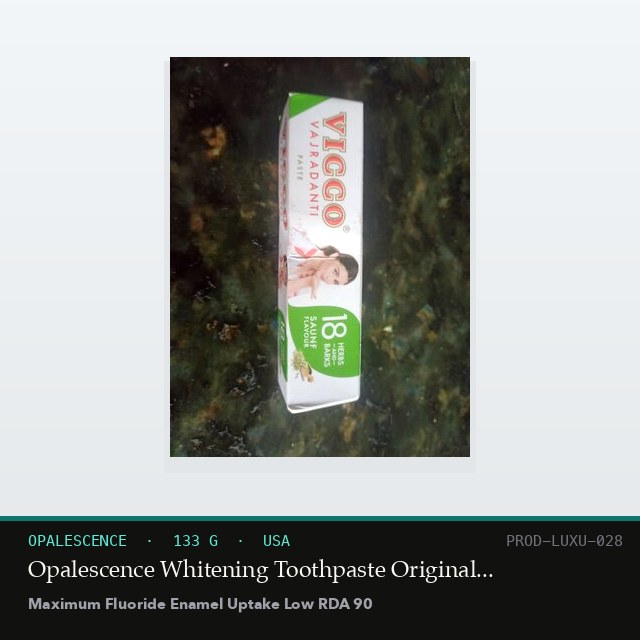 VICCO®
VAJRADANTI
PASTE
18 HERBS
AND
BARKS
SAUNF
FLAVOUR
OPALESCENCE · 133 G · USA
PROD–LUXU–028
Opalescence Whitening Toothpaste Original...
Maximum Fluoride Enamel Uptake Low RDA 90